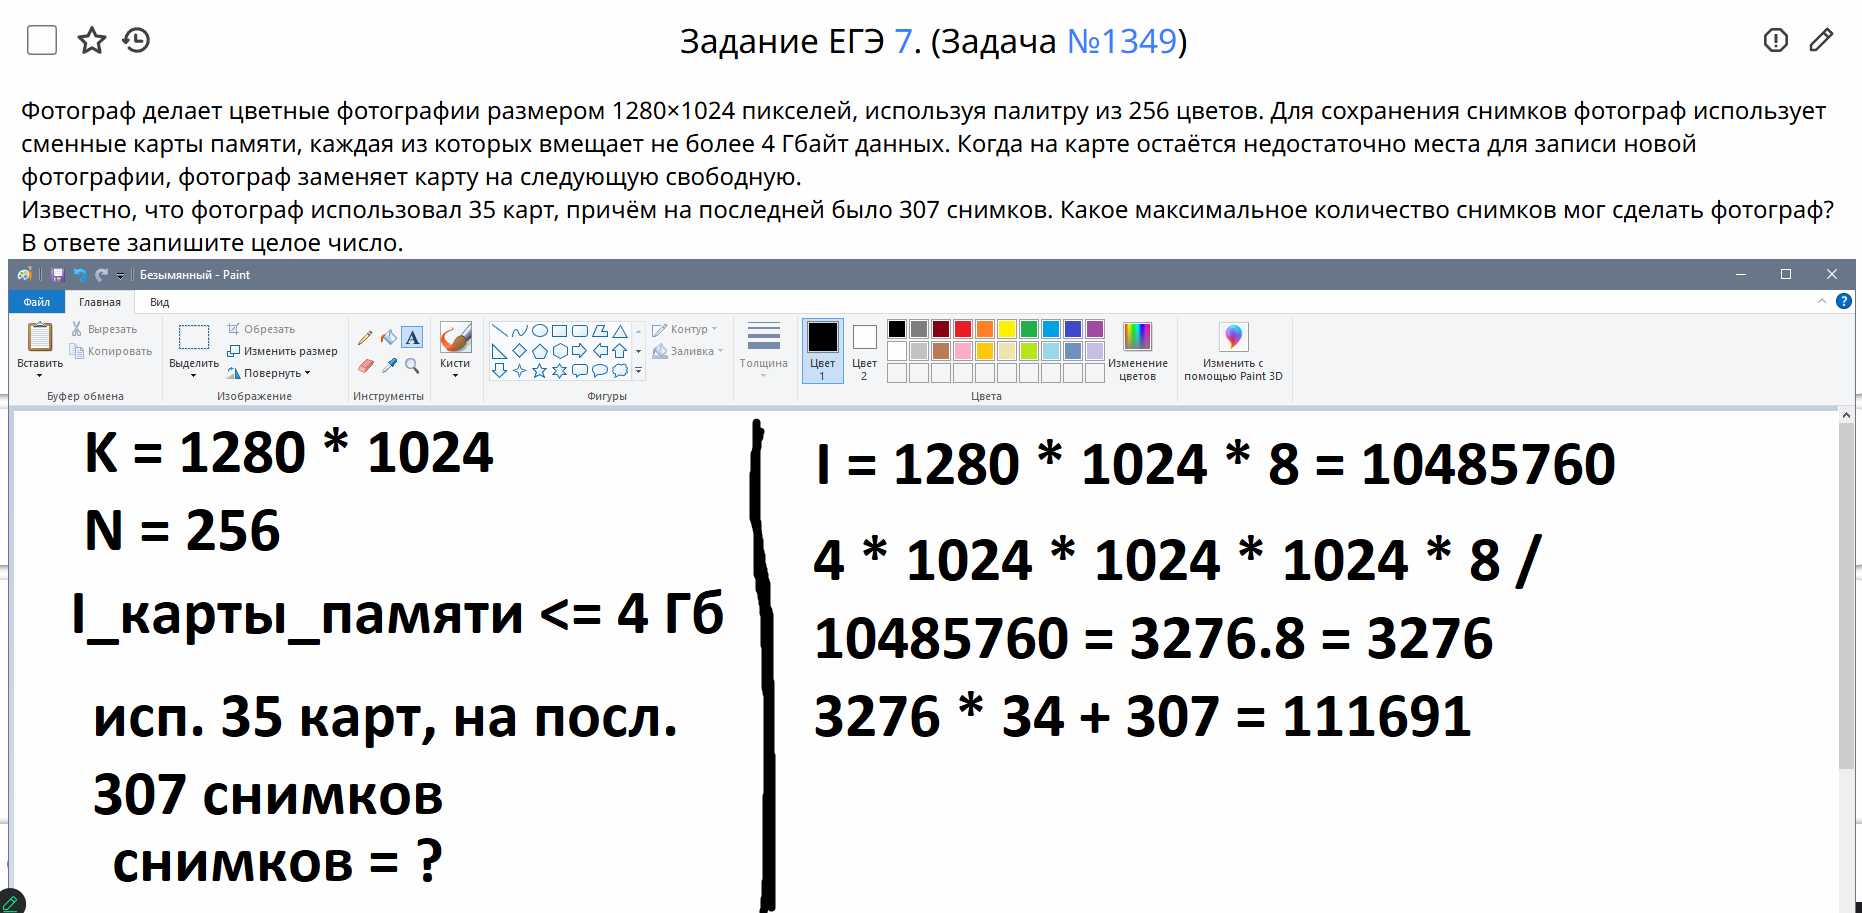 Задание ЕГЭ 7. (Задача №1349)
Фотограф делает цветные фотографии размером 1280×1024 пикселей, используя палитру из 256 цветов. Для сохранения снимков фотограф использует
сменные карты памяти, каждая из которых вмещает не более 4 Гбайт данных. Когда на карте остаётся недостаточно места для записи новой
фотографии, фотограф заменяет карту на следующую свободную.
Известно, что фотограф использовал 35 карт, причём на последней было 307 снимков. Какое максимальное количество снимков мог сделать фотограф?
В ответе запишите целое число.
Безымянный - Paint
Файл Главная Вид
Вставить
Вырезать
Копировать
Буфер обмена
Выделить
Обрезать
Изменить размер
Повернуть
Изображение
Инструменты
Кисти
Контур
Заливка
Фигуры
Толщина
Цвет 1
Цвет 2
Изменение цветов
Цвета
Изменить с помощью Paint 3D
K = 1280 * 1024
N = 256
I_карты_памяти <= 4 Гб
исп. 35 карт, на посл.
307 снимков
снимков = ?
I = 1280 * 1024 * 8 = 10485760
4 * 1024 * 1024 * 1024 * 8 /
10485760 = 3276.8 = 3276
3276 * 34 + 307 = 111691